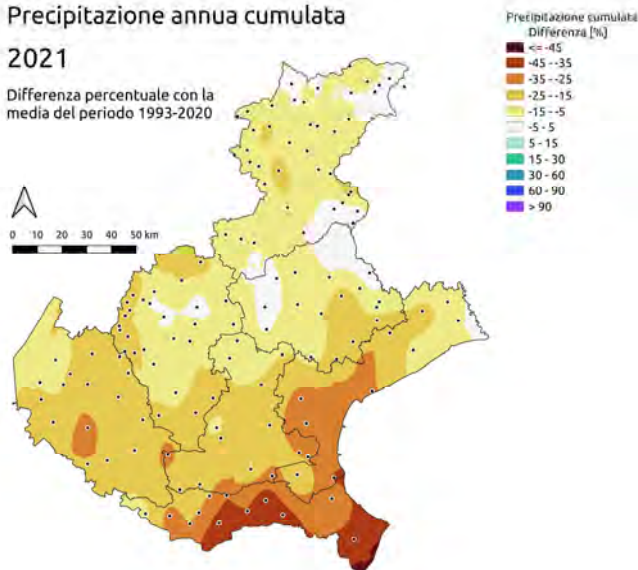 Precipitazione annua cumulata
2021
Differenza percentuale con la
media del periodo 1993-2020
0 10 20 30 40 50 km
Precipitazione cumulata
Differenza [%]
<= -45
-45 - -35
-35 - -25
-25 - -15
-15 - -5
-5 - 5
5 - 15
15 - 30
30 - 60
60 - 90
> 90